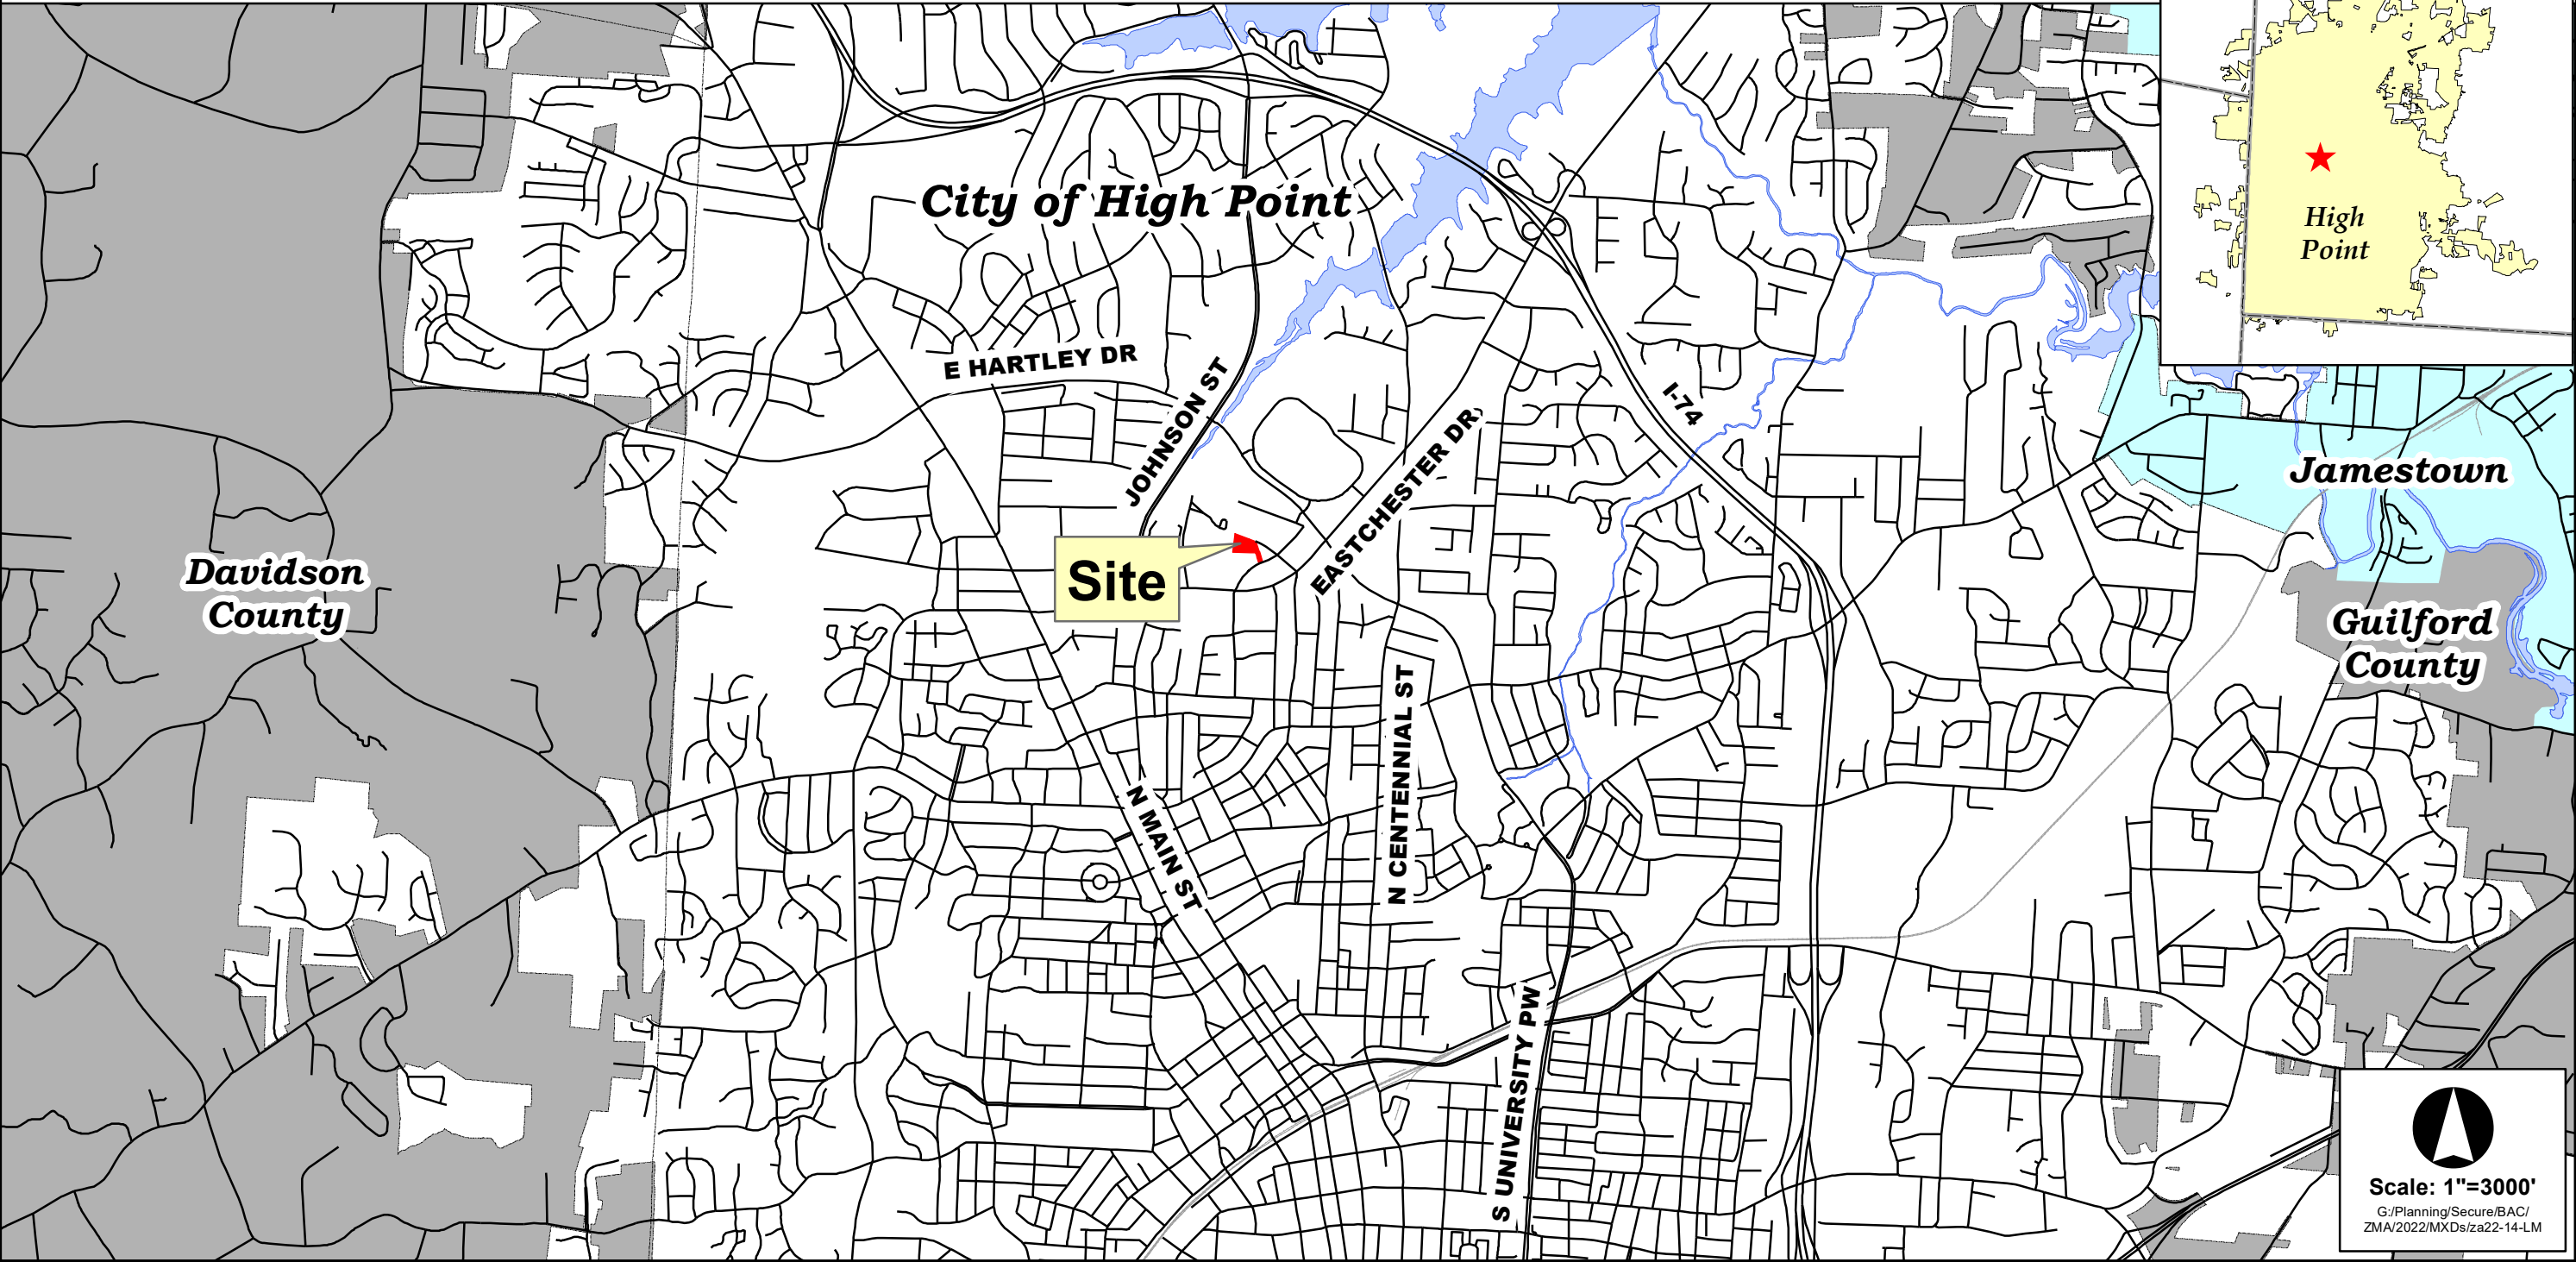 City of High Point
High
Point
E HARTLEY DR
JOHNSON ST
I-74
EASTCHESTER DR
Jamestown
Site
Davidson
County
Guilford
County
N CENTENNIAL ST
N MAIN ST
S UNIVERSITY PW
Scale: 1"=3000'
G:/Planning/Secure/BAC/
ZMA/2022/MXDs/za22-14-LM